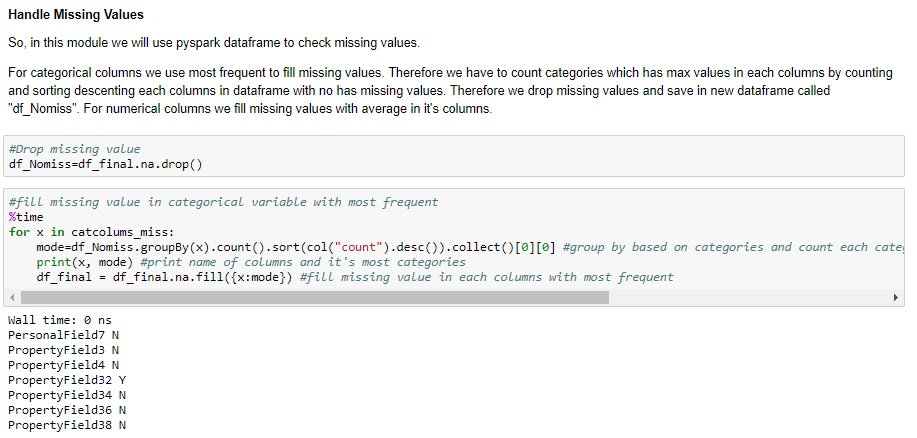 Handle Missing Values
So, in this module we will use pyspark dataframe to check missing values.
For categorical columns we use most frequent to fill missing values. Therefore we have to count categories which has max values in each columns by counting
and sorting descenting each columns in dataframe with no has missing values. Therefore we drop missing values and save in new dataframe called
"df_Nomiss". For numerical columns we fill missing values with average in it's columns.
#Drop missing value
df_Nomiss=df_final.na.drop()
#fill missing value in categorical variable with most frequent
%time
for x in catcolums_miss:
    mode=df_Nomiss.groupBy(x).count().sort(col("count").desc()).collect()[0][0] #group by based on categories and count each cate
    print(x, mode) #print name of columns and it's most categories
    df_final = df_final.na.fill({x:mode}) #fill missing value in each columns with most frequent
Wall time: 0 ns
PersonalField7 N
PropertyField3 N
PropertyField4 N
PropertyField32 Y
PropertyField34 N
PropertyField36 N
PropertyField38 N